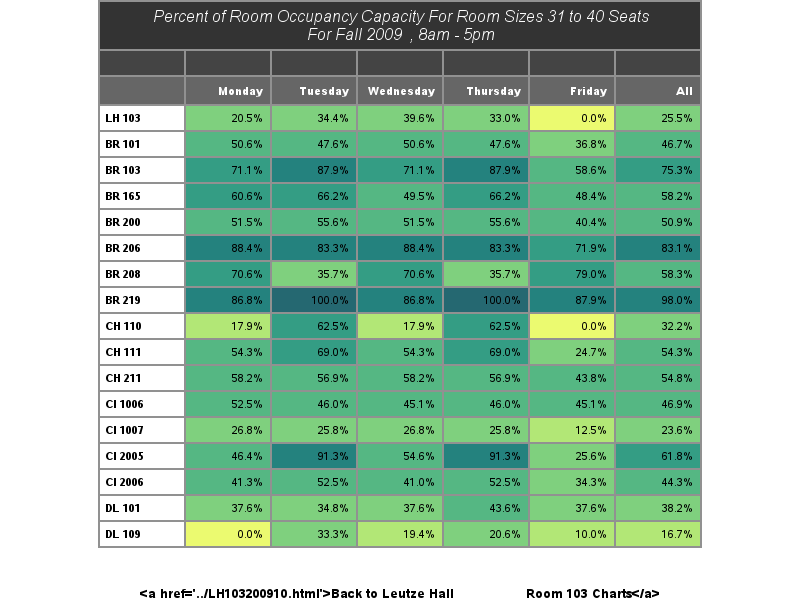 Percent of Room Occupancy Capacity For Room Sizes 31 to 40 Seats
For Fall 2009 , 8am - 5pm
Monday Tuesday Wednesday Thursday Friday All
LH 103 20.5% 34.4% 39.6% 33.0% 0.0% 25.5%
BR 101 50.6% 47.6% 50.6% 47.6% 36.8% 46.7%
BR 103 71.1% 87.9% 71.1% 87.9% 58.6% 75.3%
BR 165 60.6% 66.2% 49.5% 66.2% 48.4% 58.2%
BR 200 51.5% 55.6% 51.5% 55.6% 40.4% 50.9%
BR 206 88.4% 83.3% 88.4% 83.3% 71.9% 83.1%
BR 208 70.6% 35.7% 70.6% 35.7% 79.0% 58.3%
BR 219 86.8% 100.0% 86.8% 100.0% 87.9% 98.0%
CH 110 17.9% 62.5% 17.9% 62.5% 0.0% 32.2%
CH 111 54.3% 69.0% 54.3% 69.0% 24.7% 54.3%
CH 211 58.2% 56.9% 58.2% 56.9% 43.8% 54.8%
CI 1006 52.5% 46.0% 45.1% 46.0% 45.1% 46.9%
CI 1007 26.8% 25.8% 26.8% 25.8% 12.5% 23.6%
CI 2005 46.4% 91.3% 54.6% 91.3% 25.6% 61.8%
CI 2006 41.3% 52.5% 41.0% 52.5% 34.3% 44.3%
DL 101 37.6% 34.8% 37.6% 43.6% 37.6% 38.2%
DL 109 0.0% 33.3% 19.4% 20.6% 10.0% 16.7%
<a href='../LH103200910.html'>Back to Leutze Hall Room 103 Charts</a>